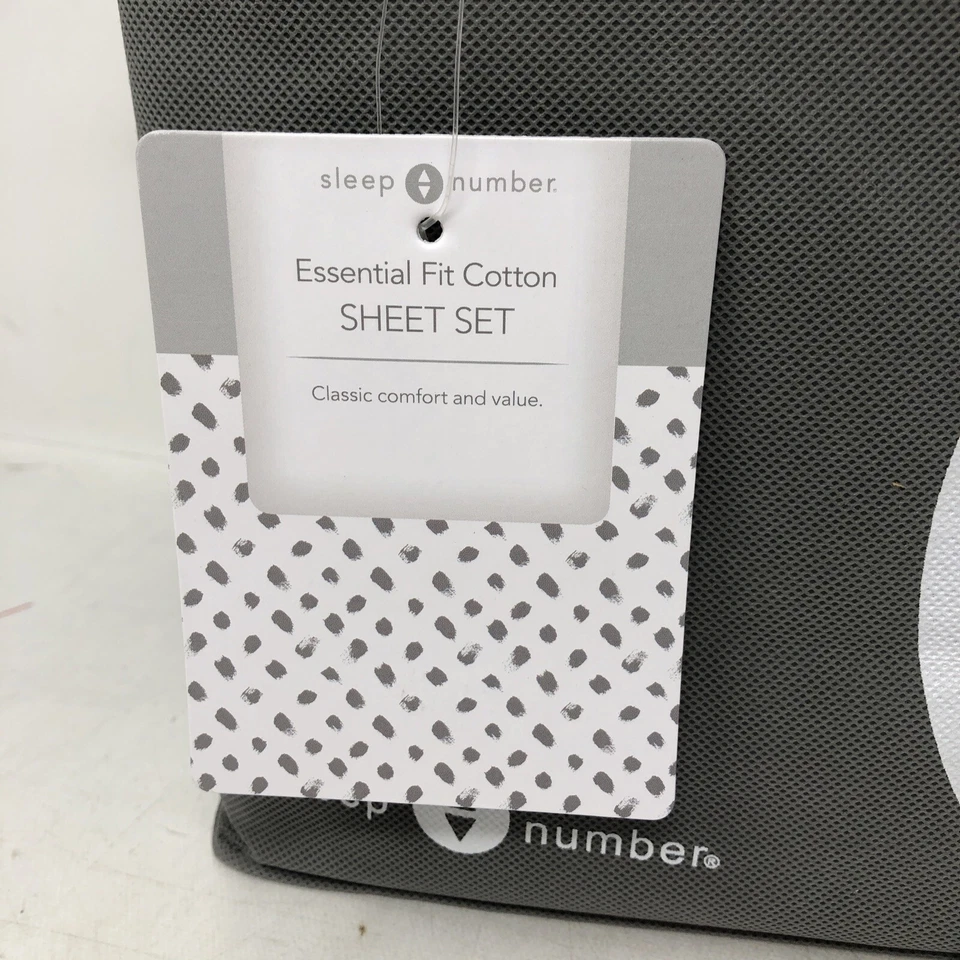 sleep number.
Essential Fit Cotton
SHEET SET
Classic comfort and value.
number®